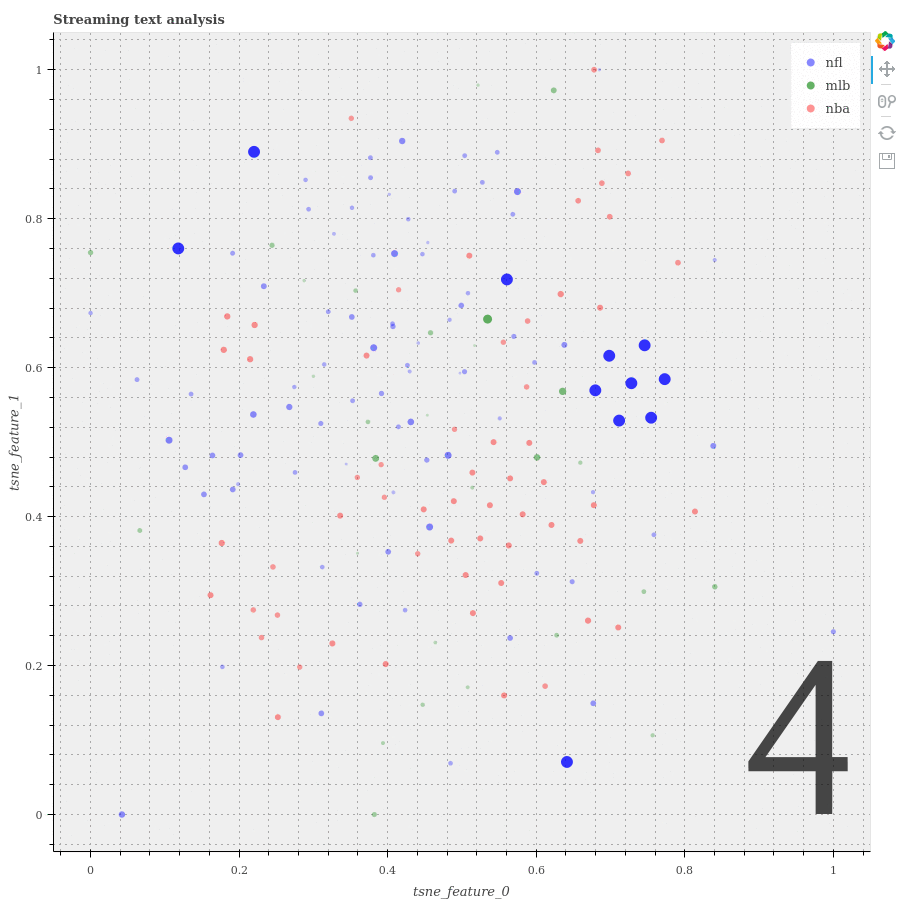 Streaming text analysis
nfl
mlb
nba
1
0.8
0.6
0.4
0.2
0
tsne_feature_1
4
0 0.2 0.4 0.6 0.8 1
tsne_feature_0